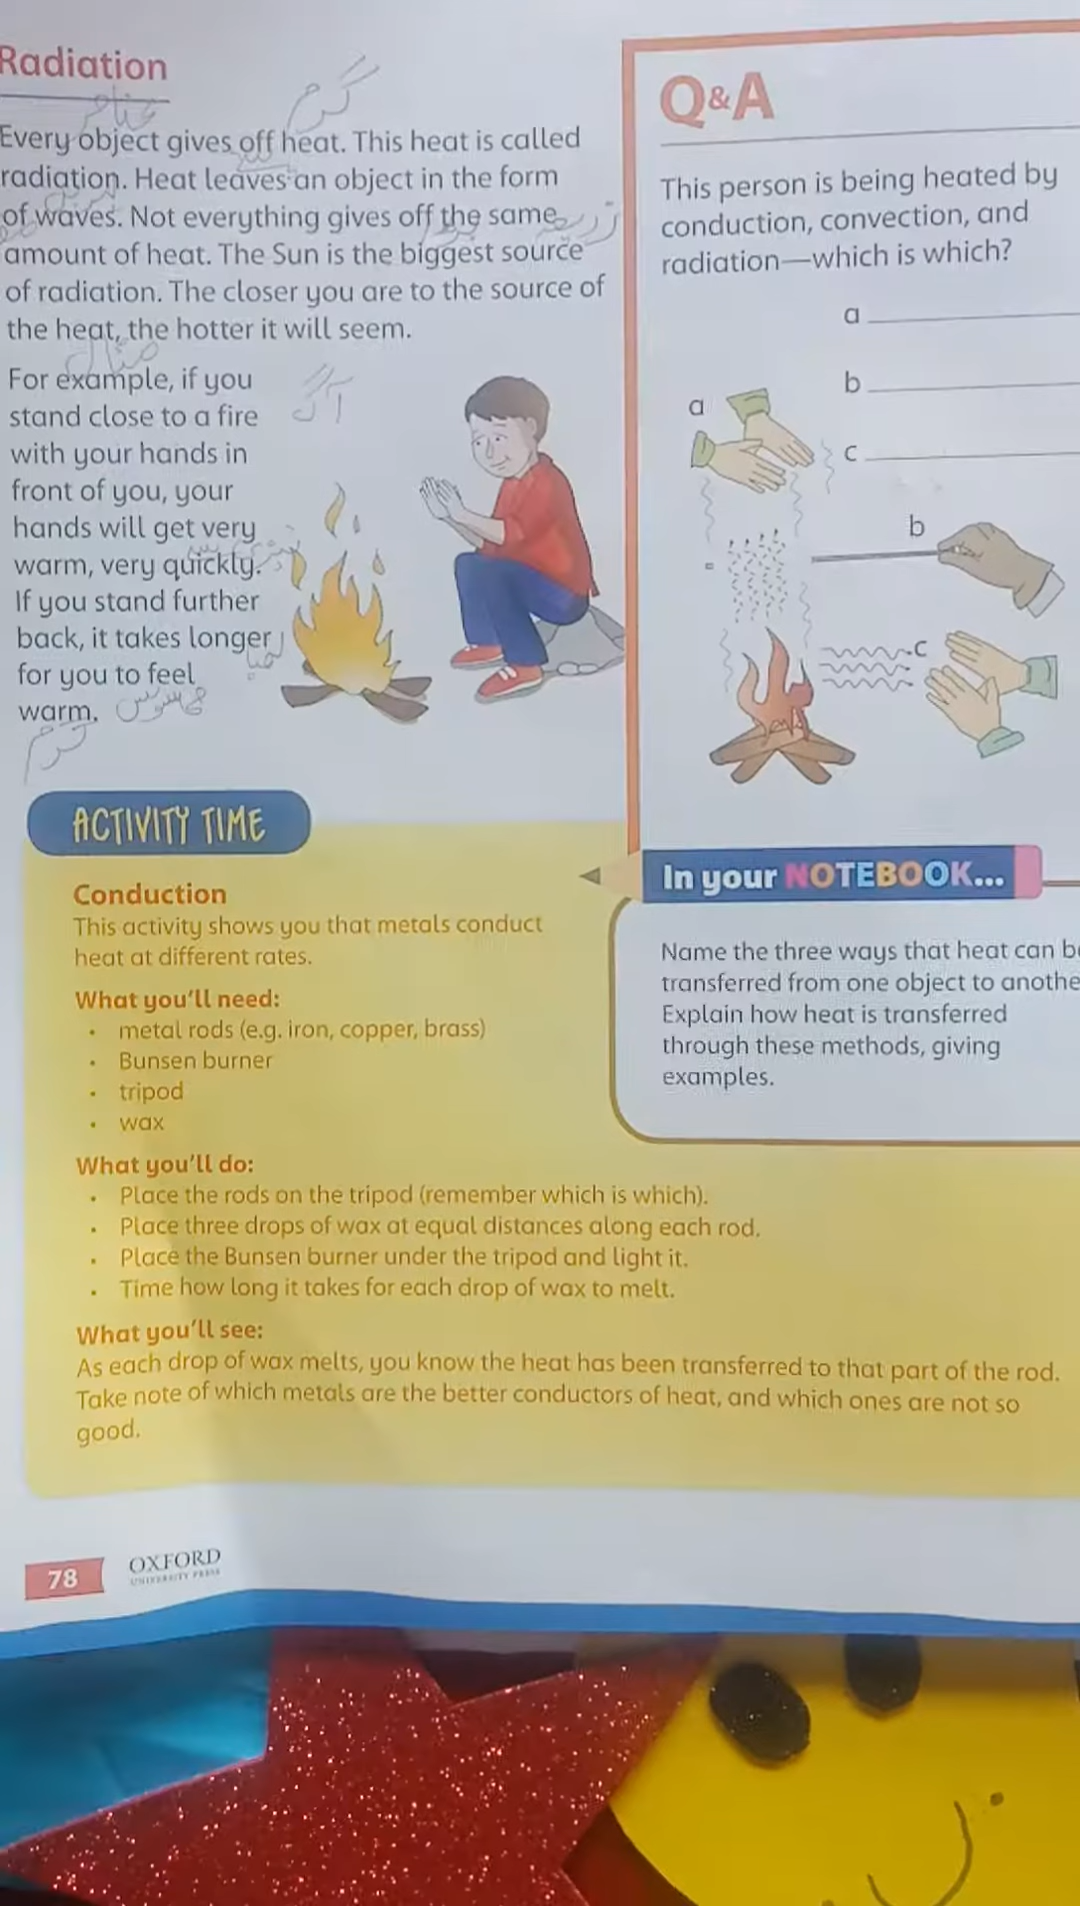 Radiation
گرم
Every object gives off heat. This heat is called
radiation. Heat leaves an object in the form
of waves. Not everything gives off the same
amount of heat. The Sun is the biggest source
of radiation. The closer you are to the source of
the heat, the hotter it will seem.
مثال
For example, if you
stand close to a fire
with your hands in
front of you, your
hands will get very
warm, very quickly.
If you stand further
back, it takes longer
for you to feel
warm.
آگ
محسوس
گرم
Q&A
This person is being heated by
conduction, convection, and
radiation—which is which?
a
b
c
a
b
c
ACTIVITY TIME
Conduction
This activity shows you that metals conduct
heat at different rates.
What you'll need:
• metal rods (e.g. iron, copper, brass)
• Bunsen burner
• tripod
• wax
What you'll do:
• Place the rods on the tripod (remember which is which).
• Place three drops of wax at equal distances along each rod.
• Place the Bunsen burner under the tripod and light it.
• Time how long it takes for each drop of wax to melt.
What you'll see:
As each drop of wax melts, you know the heat has been transferred to that part of the rod.
Take note of which metals are the better conductors of heat, and which ones are not so
good.
In your NOTEBOOK...
Name the three ways that heat can b
transferred from one object to anothe
Explain how heat is transferred
through these methods, giving
examples.
78
OXFORD
UNIVERSITY PRESS